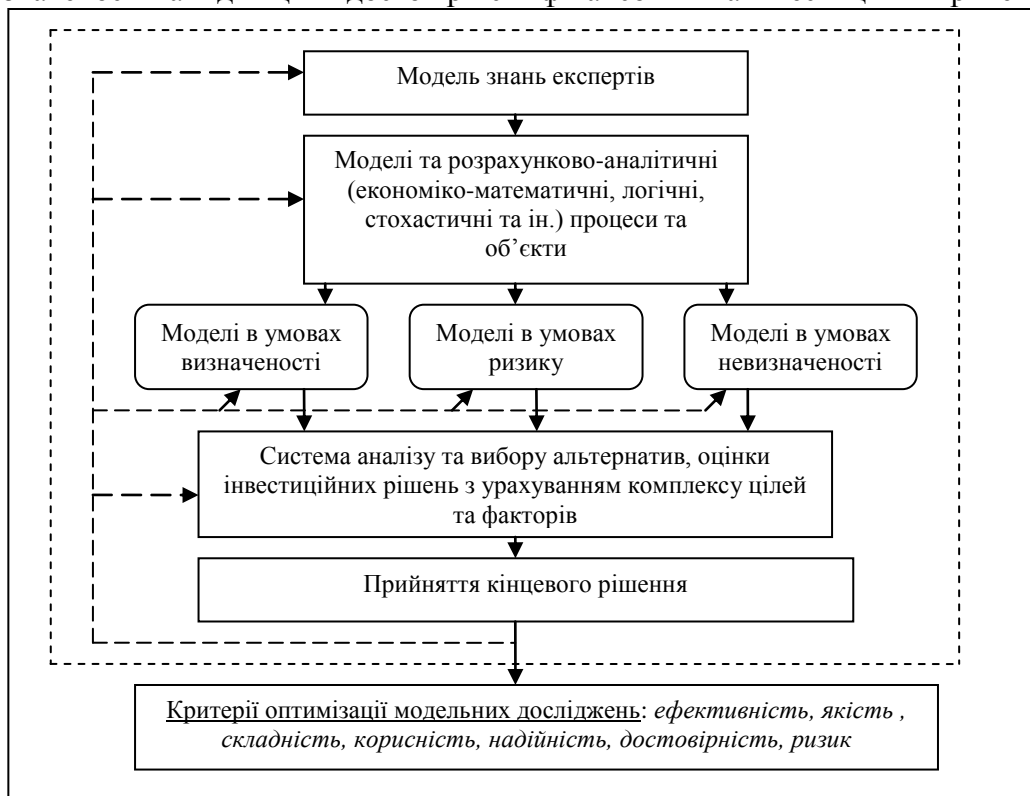 Модель знань експертів
Моделі та розрахунково-аналітичні
(економіко-математичні, логічні,
стохастичні та ін.) процеси та
об’єкти
Моделі в умовах
визначеності
Моделі в умовах
ризику
Моделі в умовах
невизначеності
Система аналізу та вибору альтернатив, оцінки
інвестиційних рішень з урахуванням комплексу цілей
та факторів
Прийняття кінцевого рішення
Критерії оптимізації модельних досліджень: ефективність, якість ,
складність, корисність, надійність, достовірність, ризик